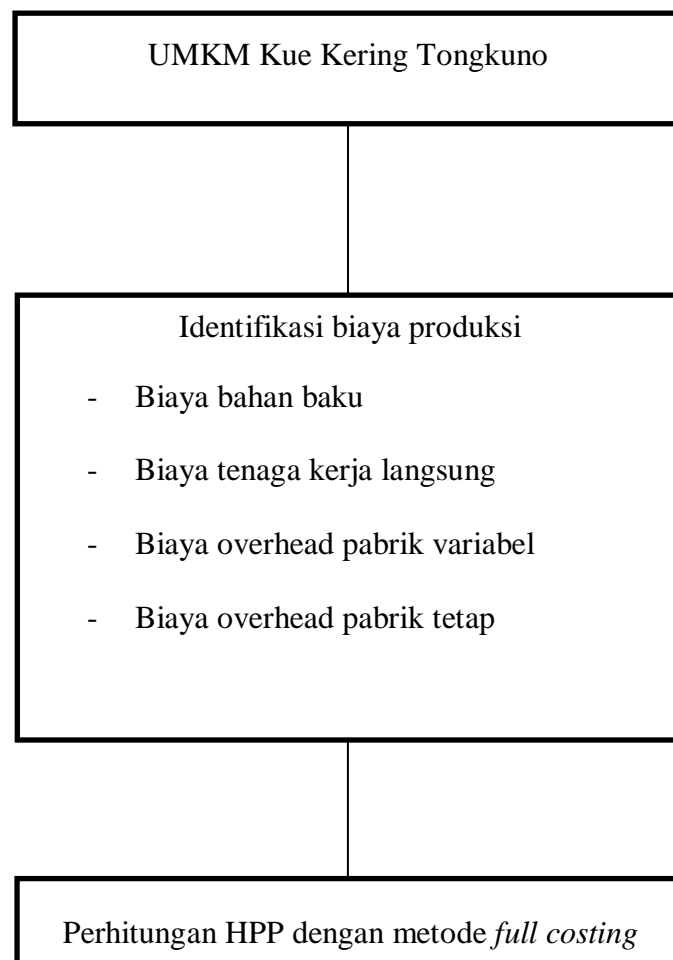 UMKM Kue Kering Tongkuno
Identifikasi biaya produksi
- Biaya bahan baku
- Biaya tenaga kerja langsung
- Biaya overhead pabrik variabel
- Biaya overhead pabrik tetap
Perhitungan HPP dengan metode full costing